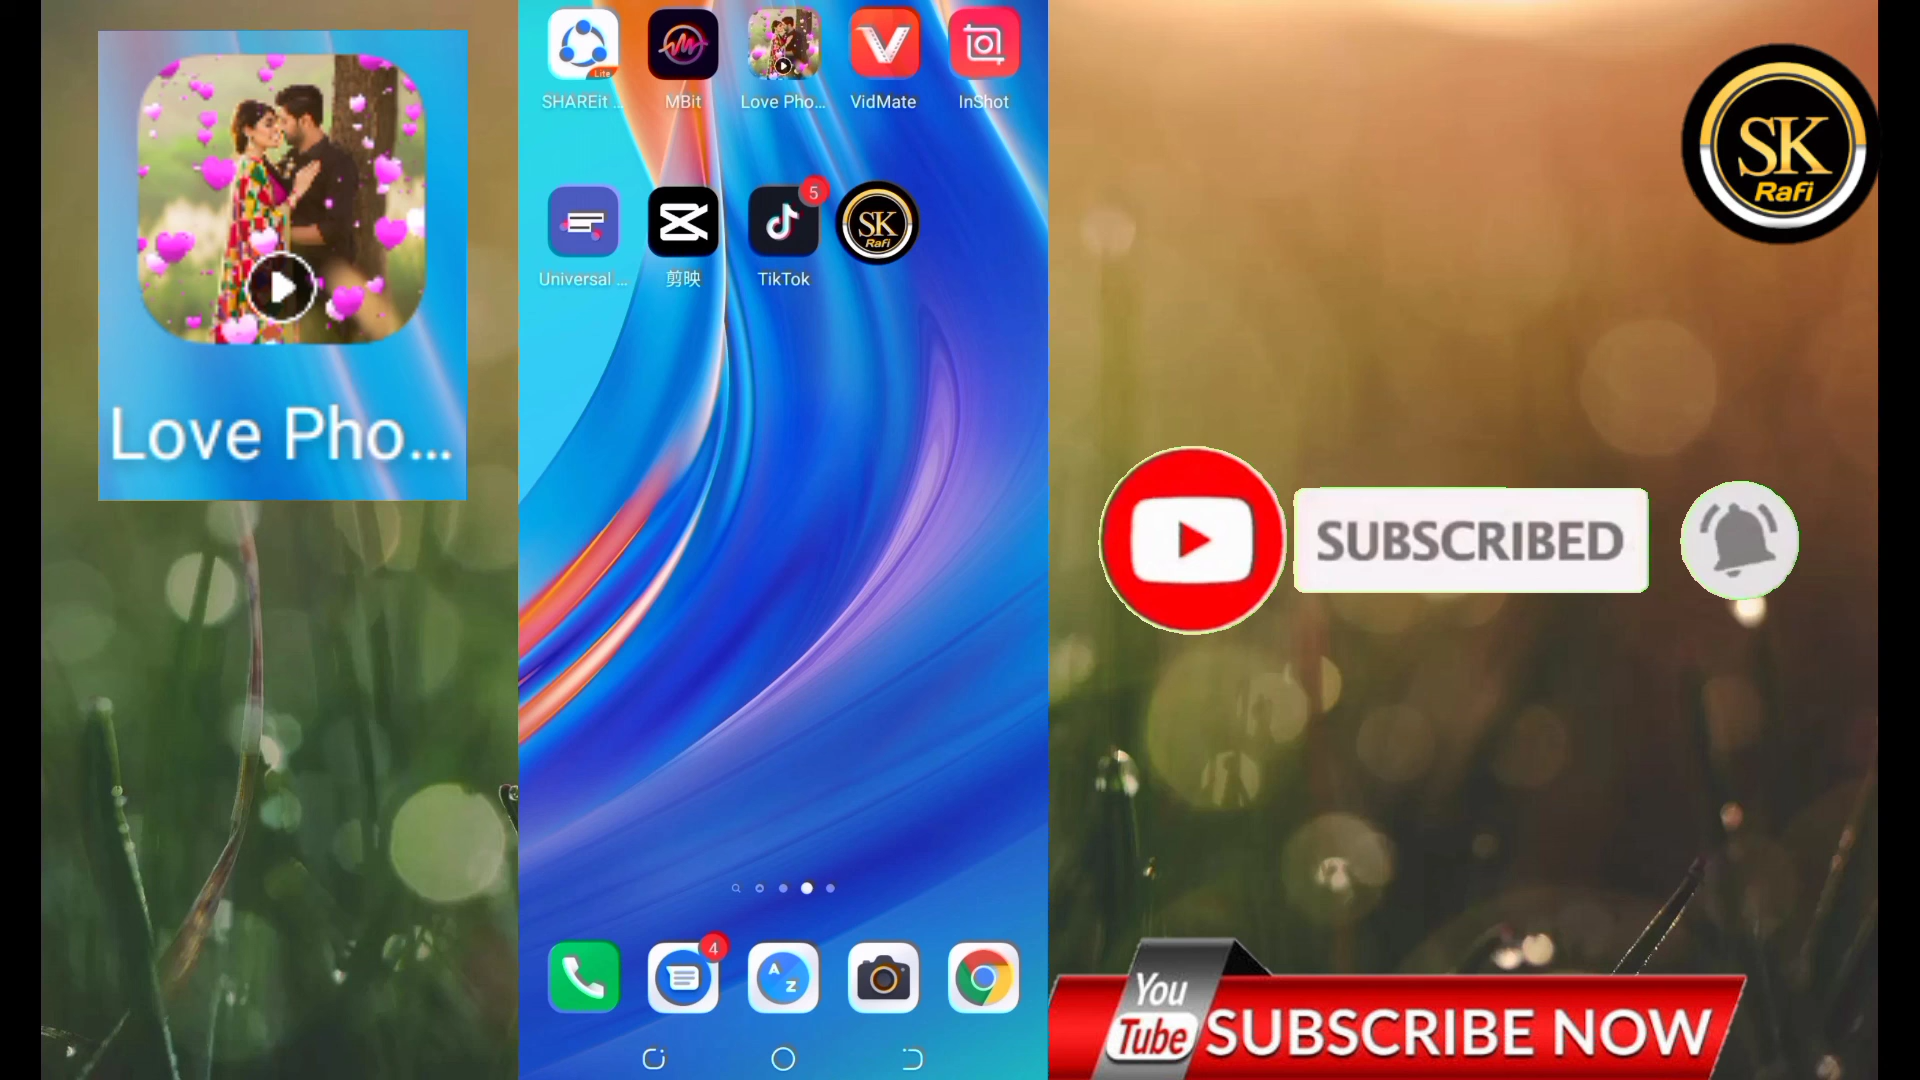 Love Pho...
Lite
SHAREit ...
MBit
Love Pho...
VidMate
InShot
5
SK
Rafi
Universal ...
剪映
TikTok
4
A
Z
SK
Rafi
SUBSCRIBED
You
Tube
SUBSCRIBE NOW